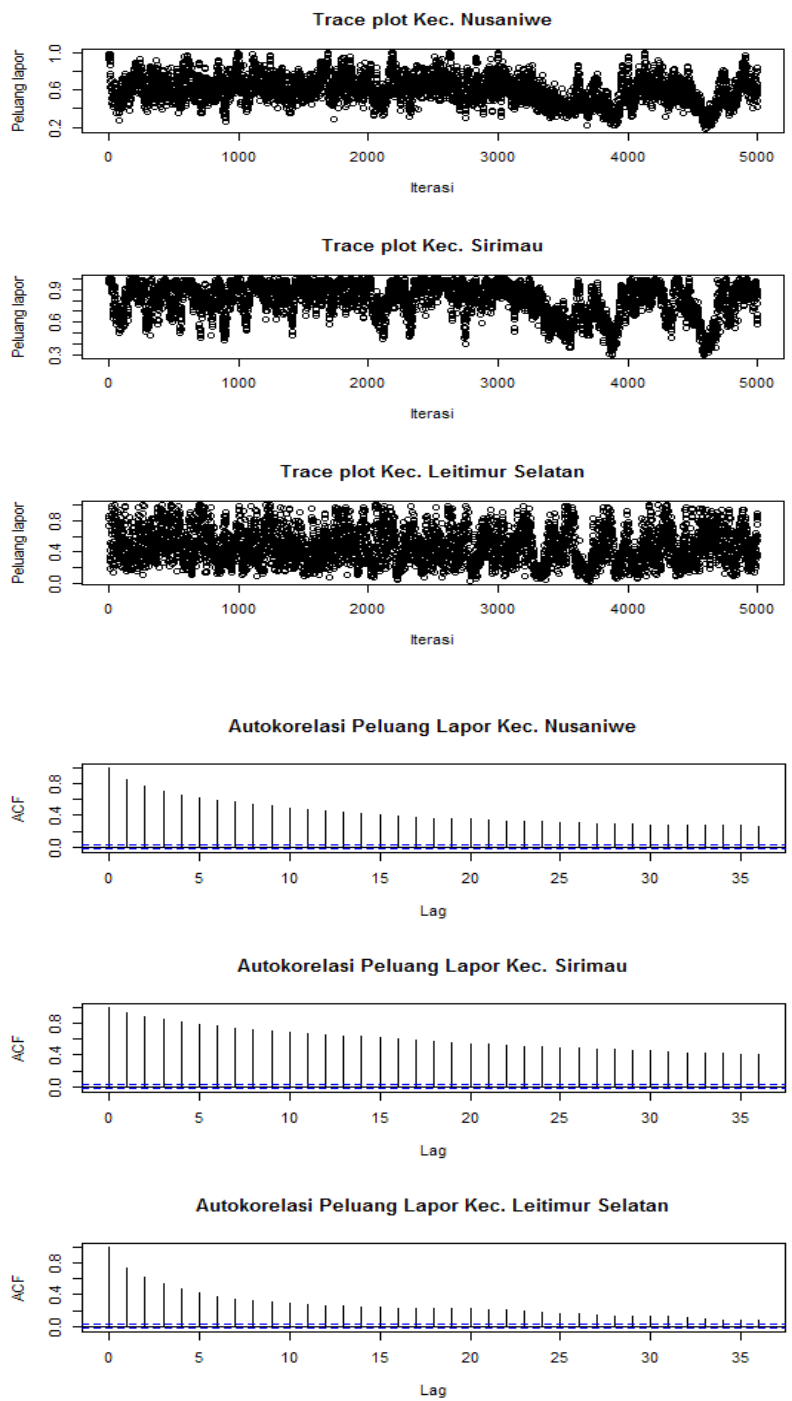 Trace plot Kec. Nusaniwe
Peluang lapor
0.2 0.6 1.0
0 1000 2000 3000 4000 5000
Iterasi
Trace plot Kec. Sirimau
Peluang lapor
0.3 0.6 0.9
0 1000 2000 3000 4000 5000
Iterasi
Trace plot Kec. Leitimur Selatan
Peluang lapor
0.0 0.4 0.8
0 1000 2000 3000 4000 5000
Iterasi
Autokorelasi Peluang Lapor Kec. Nusaniwe
ACF
0.0 0.4 0.8
0 5 10 15 20 25 30 35
Lag
Autokorelasi Peluang Lapor Kec. Sirimau
ACF
0.0 0.4 0.8
0 5 10 15 20 25 30 35
Lag
Autokorelasi Peluang Lapor Kec. Leitimur Selatan
ACF
0.0 0.4 0.8
0 5 10 15 20 25 30 35
Lag